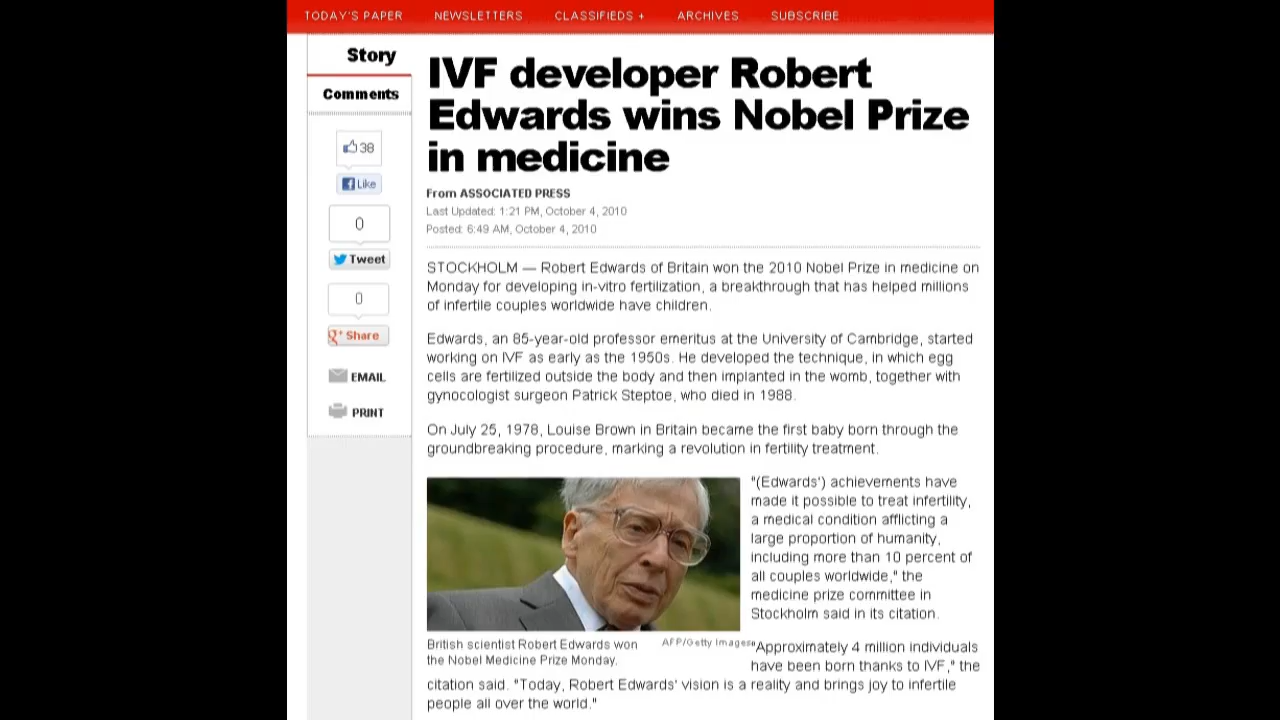 TODAY'S PAPER NEWSLETTERS CLASSIFIEDS + ARCHIVES SUBSCRIBE
Story
Comments
38
Like
0
Tweet
0
Share
EMAIL
PRINT
IVF developer Robert
Edwards wins Nobel Prize
in medicine
From ASSOCIATED PRESS
Last Updated: 1:21 PM, October 4, 2010
Posted: 6:49 AM, October 4, 2010
STOCKHOLM — Robert Edwards of Britain won the 2010 Nobel Prize in medicine on
Monday for developing in-vitro fertilization, a breakthrough that has helped millions
of infertile couples worldwide have children.
Edwards, an 85-year-old professor emeritus at the University of Cambridge, started
working on IVF as early as the 1950s. He developed the technique, in which egg
cells are fertilized outside the body and then implanted in the womb, together with
gynocologist surgeon Patrick Steptoe, who died in 1988.
On July 25, 1978, Louise Brown in Britain became the first baby born through the
groundbreaking procedure, marking a revolution in fertility treatment.
"(Edwards') achievements have
made it possible to treat infertility,
a medical condition afflicting a
large proportion of humanity,
including more than 10 percent of
all couples worldwide," the
medicine prize committee in
Stockholm said in its citation.
AFP/Getty Images
British scientist Robert Edwards won
the Nobel Medicine Prize Monday.
"Approximately 4 million individuals
have been born thanks to IVF," the
citation said. "Today, Robert Edwards' vision is a reality and brings joy to infertile
people all over the world."